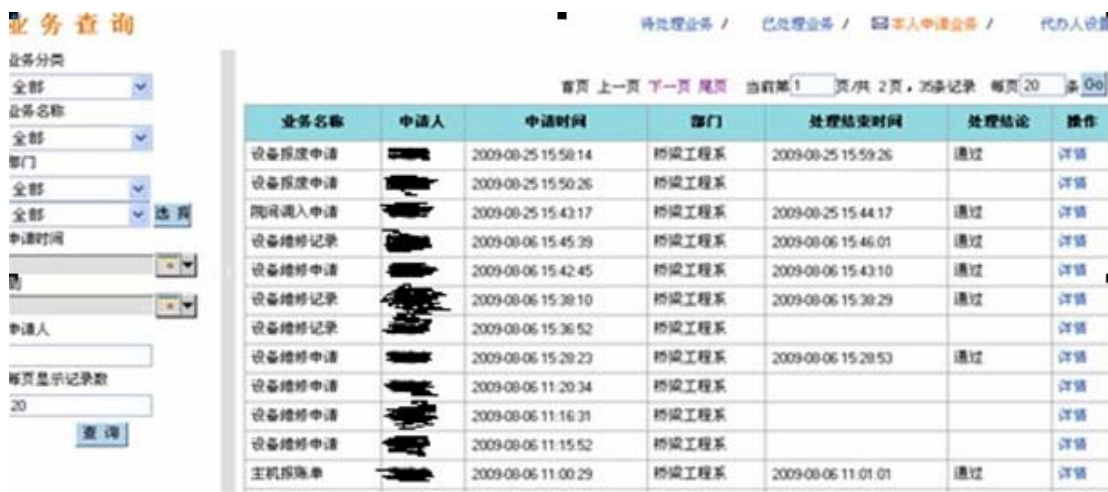 业务查询
待处理业务 / 已处理业务 / 本人申请业务 / 代办人设置
业务分类
全部
业务名称
全部
部门
全部
全部 选择
申请时间
到
申请人
每页显示记录数
20
查询
首页 上一页 下一页 尾页 当前第 1 页/共 2页，35条记录 每页 20 条 Go
业务名称 申请人 申请时间 部门 处理结束时间 处理结论 操作
设备报废申请 2009-08-25 15:58:14 桥梁工程系 2009-08-25 15:59:26 通过 详情
设备报废申请 2009-08-25 15:50:26 桥梁工程系 详情
院间调入申请 2009-08-25 15:43:17 桥梁工程系 2009-08-25 15:44:17 通过 详情
设备维修记录 2009-08-06 15:45:39 桥梁工程系 2009-08-06 15:46:01 通过 详情
设备维修申请 2009-08-06 15:42:45 桥梁工程系 2009-08-06 15:43:10 通过 详情
设备维修记录 2009-08-06 15:38:10 桥梁工程系 2009-08-06 15:38:29 通过 详情
设备维修记录 2009-08-06 15:36:52 桥梁工程系 详情
设备维修申请 2009-08-06 15:28:23 桥梁工程系 2009-08-06 15:28:53 通过 详情
设备维修申请 2009-08-06 11:20:34 桥梁工程系 详情
设备维修申请 2009-08-06 11:16:31 桥梁工程系 详情
设备维修申请 2009-08-06 11:15:52 桥梁工程系 详情
主机报账单 2009-08-06 11:00:29 桥梁工程系 2009-08-06 11:01:01 通过 详情